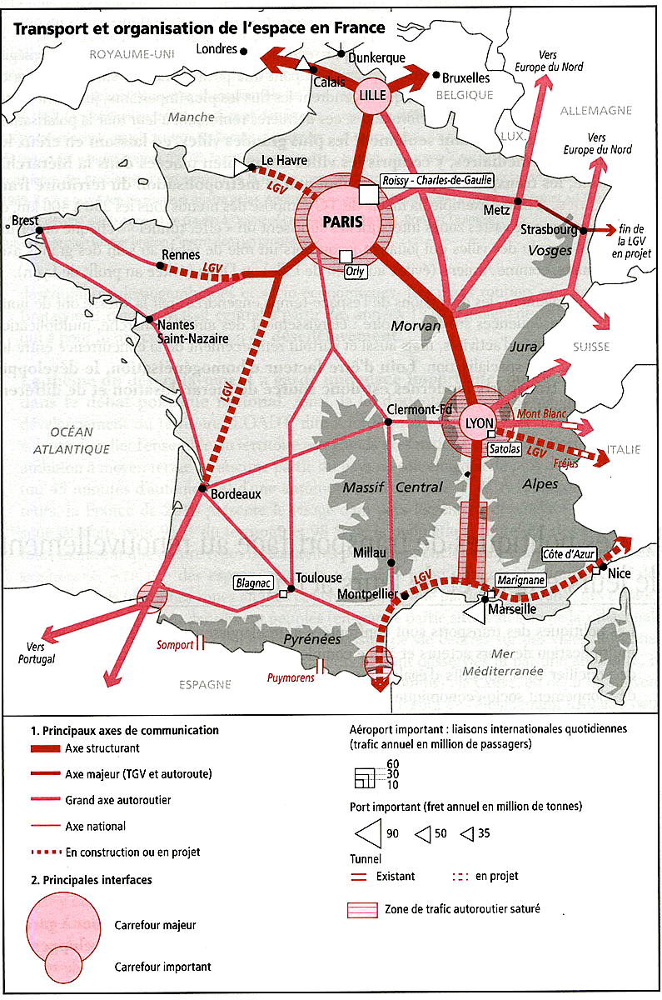 Transport et organisation de l'espace en France
ROYAUME-UNI
Londres
Dunkerque
Vers
Europe du Nord
Calais
Bruxelles
BELGIQUE
LILLE
ALLEMAGNE
Manche
LUX.
Vers
Europe du Nord
Le Havre
LGV
Roissy - Charles-de-Gaulle
Metz
PARIS
Brest
Strasbourg
fin de
la LGV
en projet
Vosges
Rennes
LGV
Orly
Nantes
Saint-Nazaire
Morvan
Jura
SUISSE
LGV
Clermont-Fd
LYON
Mont Blanc
OCÉAN
ATLANTIQUE
Satolas
LGV
Fréjus
ITALIE
Bordeaux
Massif Central
Alpes
Millau
Côte d'Azur
Blagnac
Toulouse
LGV
Marignane
Nice
Montpellier
Marseille
Vers
Portugal
Somport
Pyrénées
Puymorens
Mer
Méditerranée
ESPAGNE
1. Principaux axes de communication
Axe structurant
Axe majeur (TGV et autoroute)
Grand axe autoroutier
Axe national
En construction ou en projet
2. Principales interfaces
Carrefour majeur
Carrefour important
Aéroport important : liaisons internationales quotidiennes
(trafic annuel en million de passagers)
60
30
10
Port important (fret annuel en million de tonnes)
90 50 35
Tunnel
Existant en projet
Zone de trafic autoroutier saturé